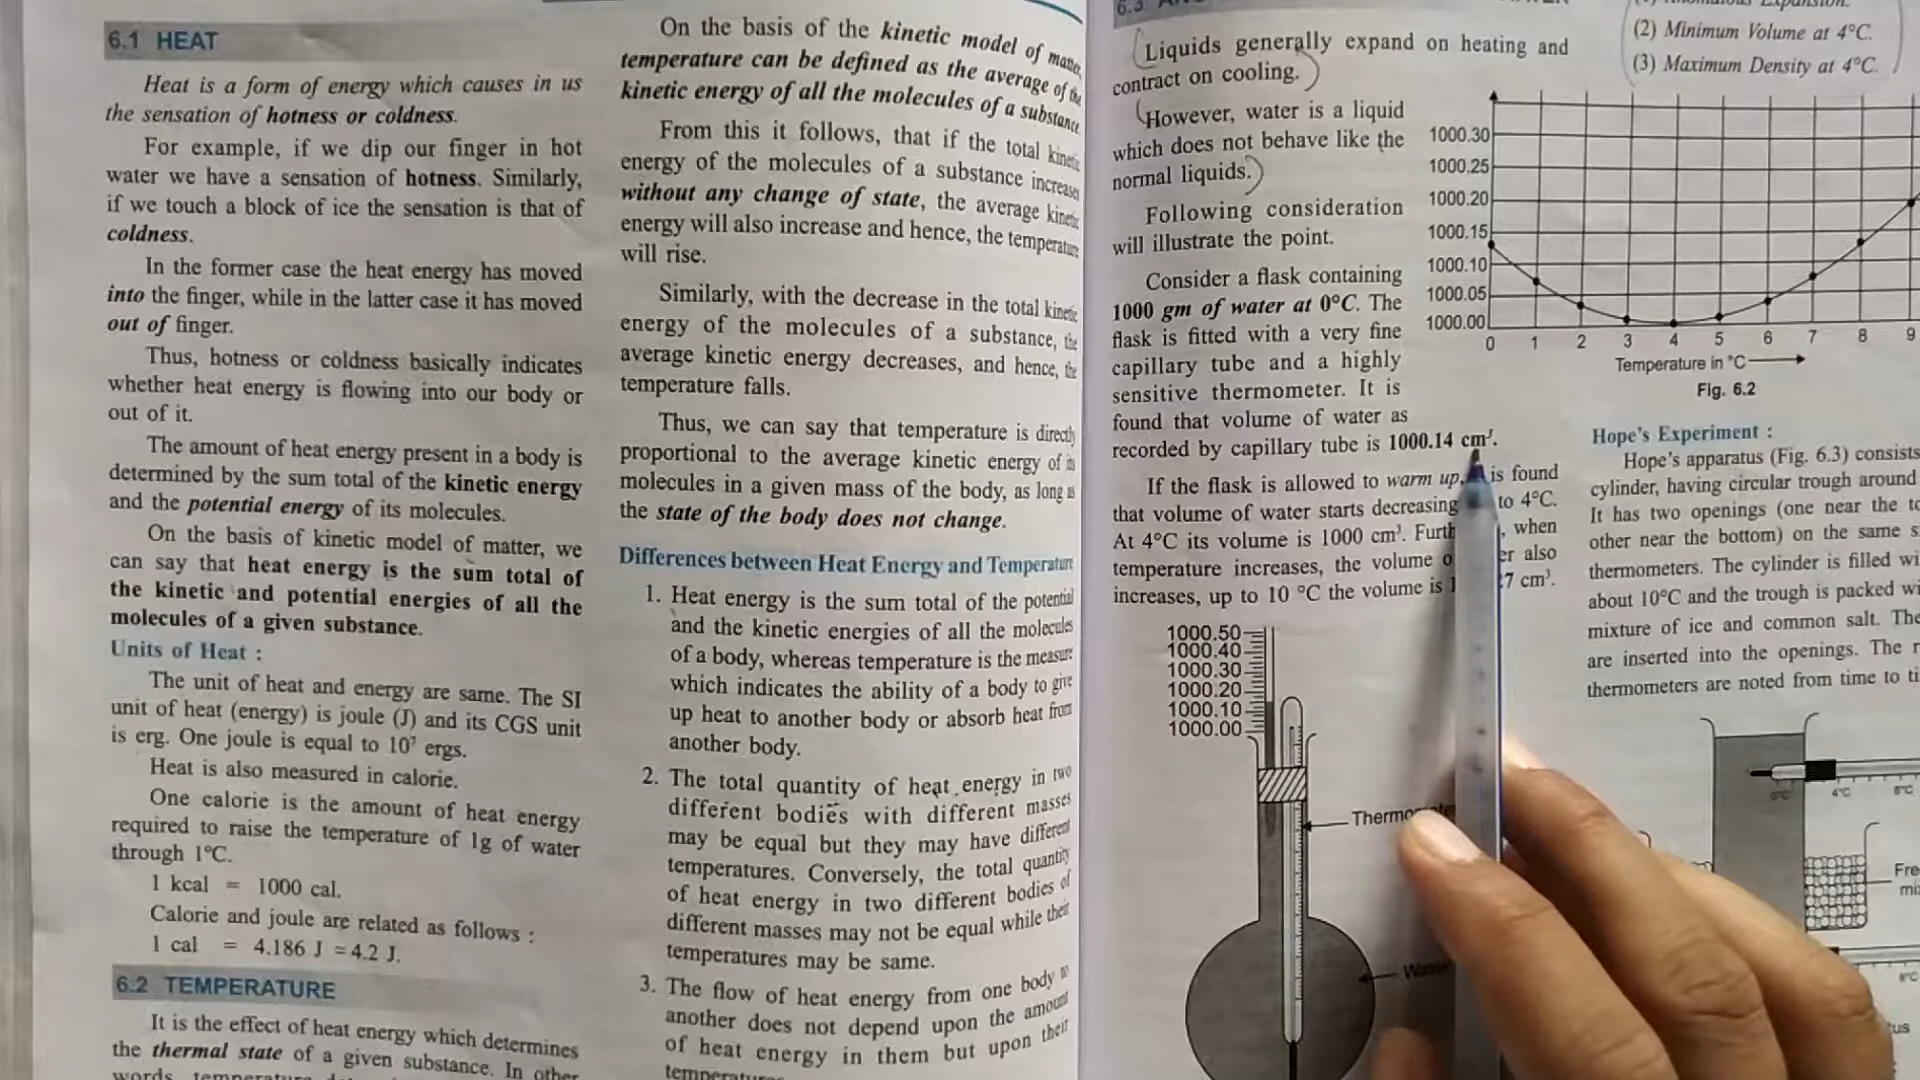 6.1 HEAT
Heat is a form of energy which causes in us
the sensation of hotness or coldness.
For example, if we dip our finger in hot
water we have a sensation of hotness. Similarly,
if we touch a block of ice the sensation is that of
coldness.
In the former case the heat energy has moved
into the finger, while in the latter case it has moved
out of finger.
Thus, hotness or coldness basically indicates
whether heat energy is flowing into our body or
out of it.
The amount of heat energy present in a body is
determined by the sum total of the kinetic energy
and the potential energy of its molecules.
On the basis of kinetic model of matter, we
can say that heat energy is the sum total of
the kinetic and potential energies of all the
molecules of a given substance.
Units of Heat :
The unit of heat and energy are same. The SI
unit of heat (energy) is joule (J) and its CGS unit
is erg. One joule is equal to 10⁷ ergs.
Heat is also measured in calorie.
One calorie is the amount of heat energy
required to raise the temperature of 1g of water
through 1°C.
1 kcal = 1000 cal.
Calorie and joule are related as follows :
1 cal = 4.186 J = 4.2 J.
6.2 TEMPERATURE
It is the effect of heat energy which determines
the thermal state of a given substance. In other
words,
On the basis of the kinetic model of matter,
temperature can be defined as the average of the
kinetic energy of all the molecules of a substance.
From this it follows, that if the total kinetic
energy of the molecules of a substance increases
without any change of state, the average kinetic
energy will also increase and hence, the temperature
will rise.
Similarly, with the decrease in the total kinetic
energy of the molecules of a substance, the
average kinetic energy decreases, and hence, the
temperature falls.
Thus, we can say that temperature is directly
proportional to the average kinetic energy of its
molecules in a given mass of the body, as long as
the state of the body does not change.
Differences between Heat Energy and Temperature
1. Heat energy is the sum total of the potential
and the kinetic energies of all the molecules
of a body, whereas temperature is the measure
which indicates the ability of a body to give
up heat to another body or absorb heat from
another body.
2. The total quantity of heat energy in two
different bodies with different masses
may be equal but they may have different
temperatures. Conversely, the total quantity
of heat energy in two different bodies of
different masses may not be equal while their
temperatures may be same.
3. The flow of heat energy from one body to
another does not depend upon the amount
of heat energy in them but upon their
6.3
Liquids generally expand on heating and
contract on cooling.
However, water is a liquid
which does not behave like the
normal liquids.
Following consideration
will illustrate the point.
Consider a flask containing
1000 gm of water at 0°C. The
flask is fitted with a very fine
capillary tube and a highly
sensitive thermometer. It is
found that volume of water as
recorded by capillary tube is 1000.14 cm³.
If the flask is allowed to warm up, is found
that volume of water starts decreasing to 4°C.
At 4°C its volume is 1000 cm³. when
temperature increases, the volume also
increases, up to 10 °C the volume is 7 cm³.
1000.50
1000.40
1000.30
1000.20
1000.10
1000.00
(2) Minimum Volume at 4°C.
(3) Maximum Density at 4°C.
1000.30
1000.25
1000.20
1000.15
1000.10
1000.05
1000.00
0 1 2 3 4 5 6 7 8 9
Temperature in °C
Fig. 6.2
Hope's Experiment :
Hope's apparatus (Fig. 6.3) consists
cylinder, having circular trough around
It has two openings (one near the
other near the bottom) on the same
thermometers. The cylinder is filled
about 10°C and the trough is packed
mixture of ice and common salt. The
are inserted into the openings. The
thermometers are noted from time to
0°C 4°C 8°C
8°C